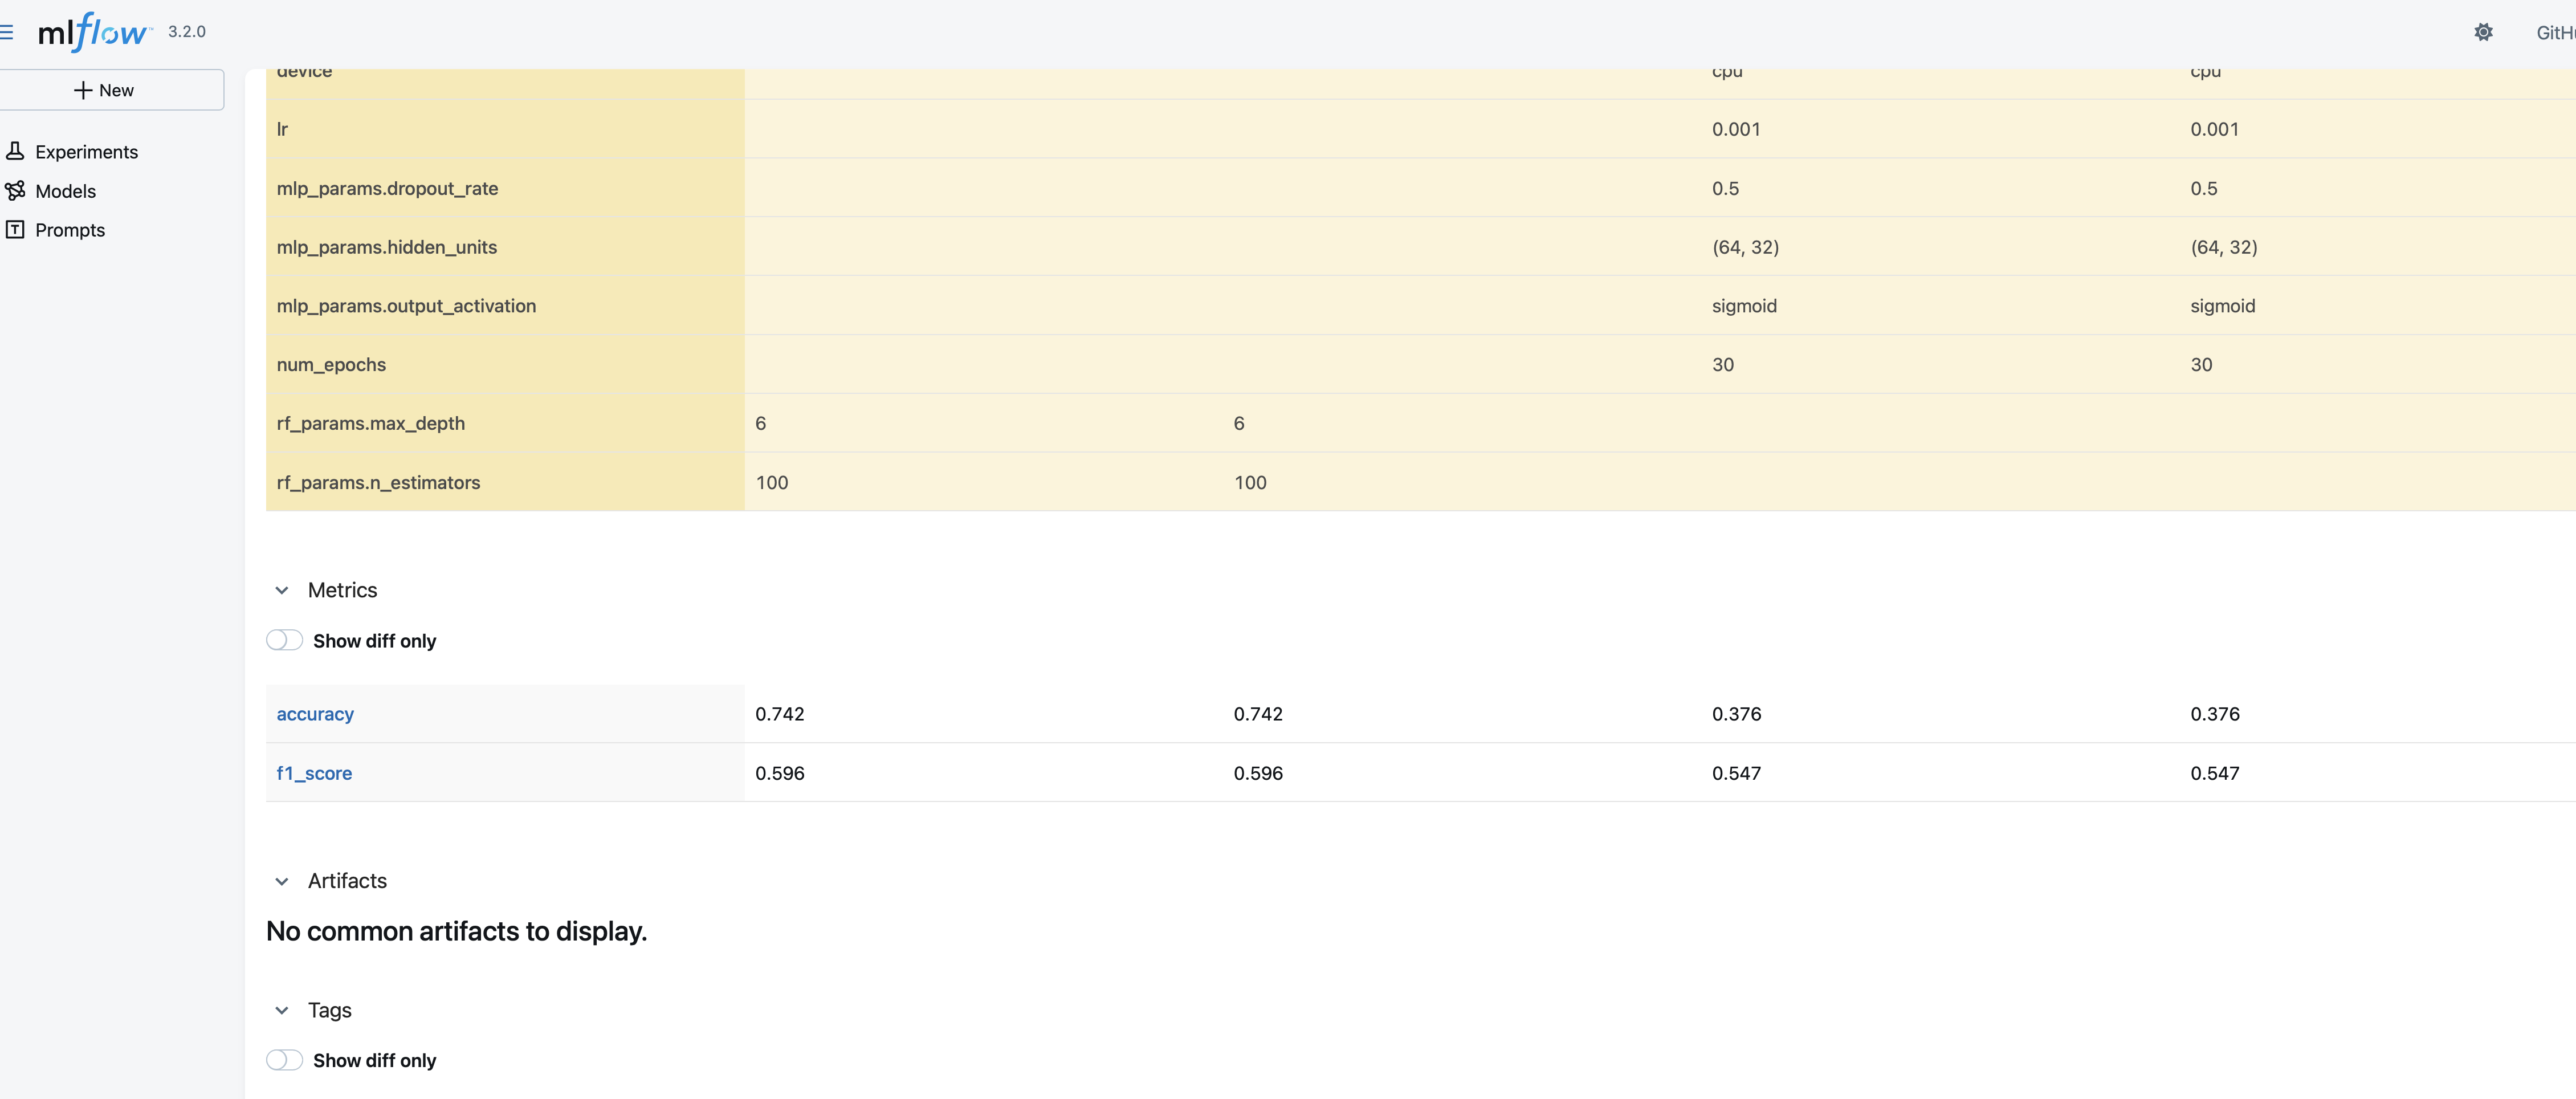 mlflow™ 3.2.0
GitH
New
Experiments
Models
Prompts
device cpu cpu
lr 0.001 0.001
mlp_params.dropout_rate 0.5 0.5
mlp_params.hidden_units (64, 32) (64, 32)
mlp_params.output_activation sigmoid sigmoid
num_epochs 30 30
rf_params.max_depth 6 6
rf_params.n_estimators 100 100
Metrics
Show diff only
accuracy 0.742 0.742 0.376 0.376
f1_score 0.596 0.596 0.547 0.547
Artifacts
No common artifacts to display.
Tags
Show diff only